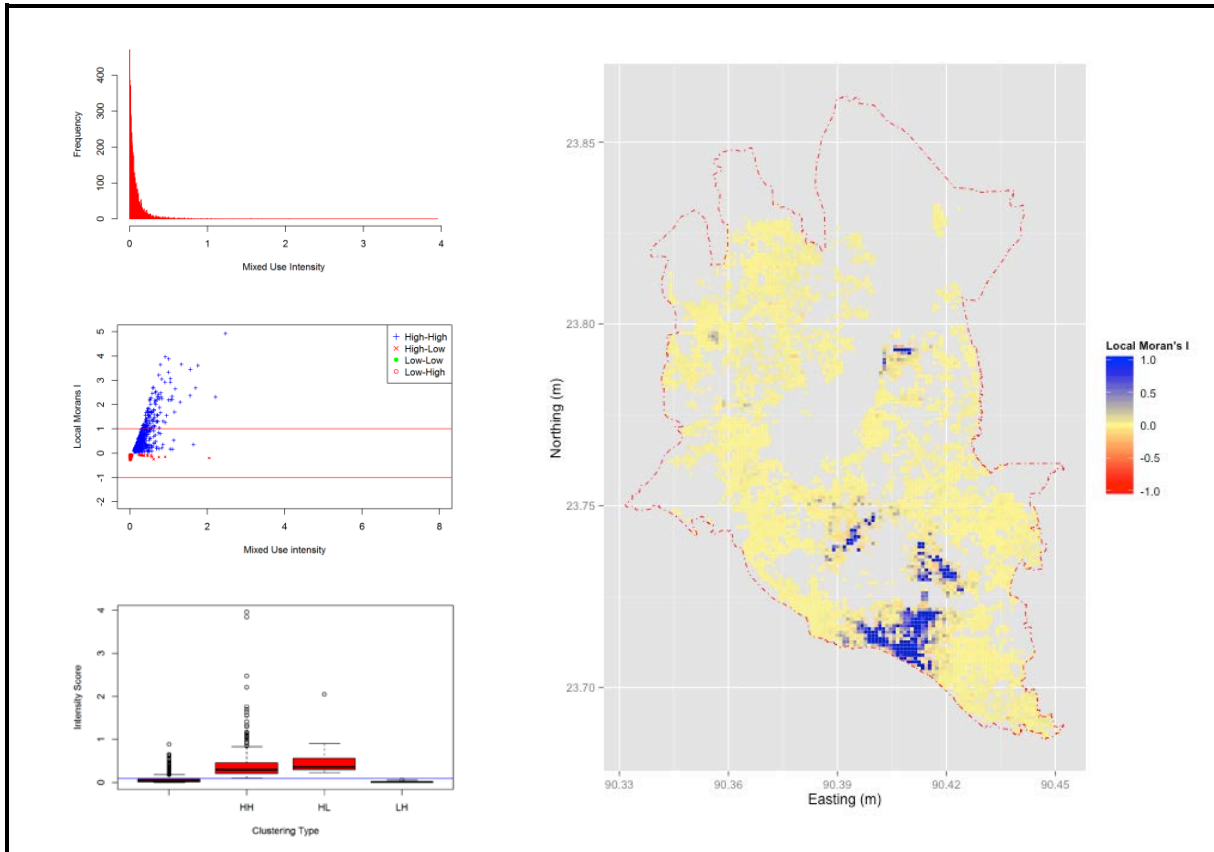 400
300
200
100
0
Frequency
0 1 2 3 4
Mixed Use Intensity
5
4
3
2
1
0
-1
-2
Local Morans I
High-High
High-Low
Low-Low
Low-High
0 2 4 6 8
Mixed Use intensity
4
3
2
1
0
Intensity Score
HH HL LH
Clustering Type
23.85
23.80
23.75
23.70
Northing (m)
90.33 90.36 90.39 90.42 90.45
Easting (m)
Local Moran's I
1.0
0.5
0.0
-0.5
-1.0